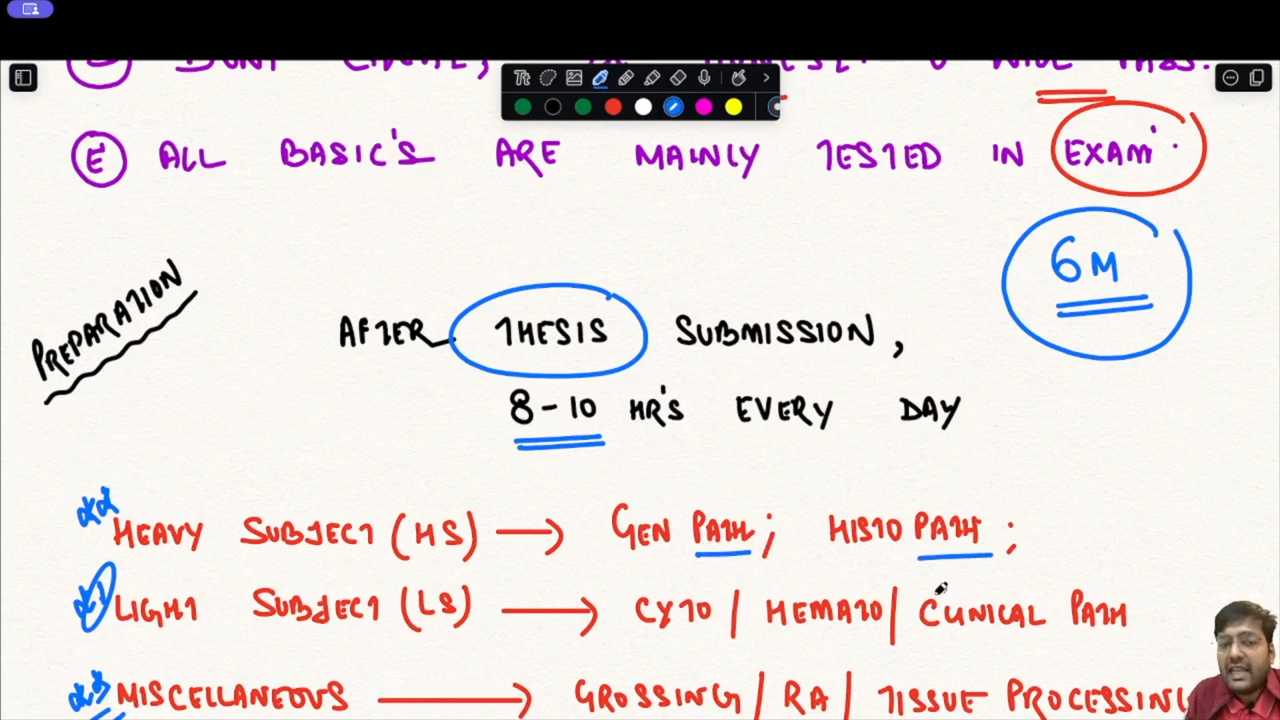 DONT
E ALL BASIC'S ARE MAINLY TESTED IN EXAM.
6M
PREPARATION
AFTER THESIS SUBMISSION,
8-10 HR'S EVERY DAY
HEAVY SUBJECT (HS) → GEN PATH; HISTO PATH;
LIGHT SUBJECT (LS) → CYTO / HEMATO / CLINICAL PATH
MISCELLANEOUS → GROSSING / RA / TISSUE PROCESSING